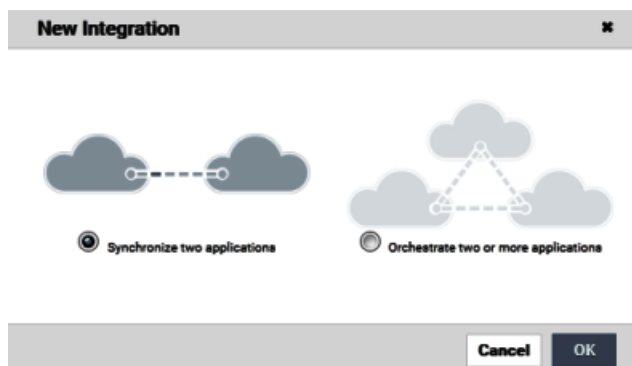 New Integration
Synchronize two applications
Orchestrate two or more applications
Cancel
OK